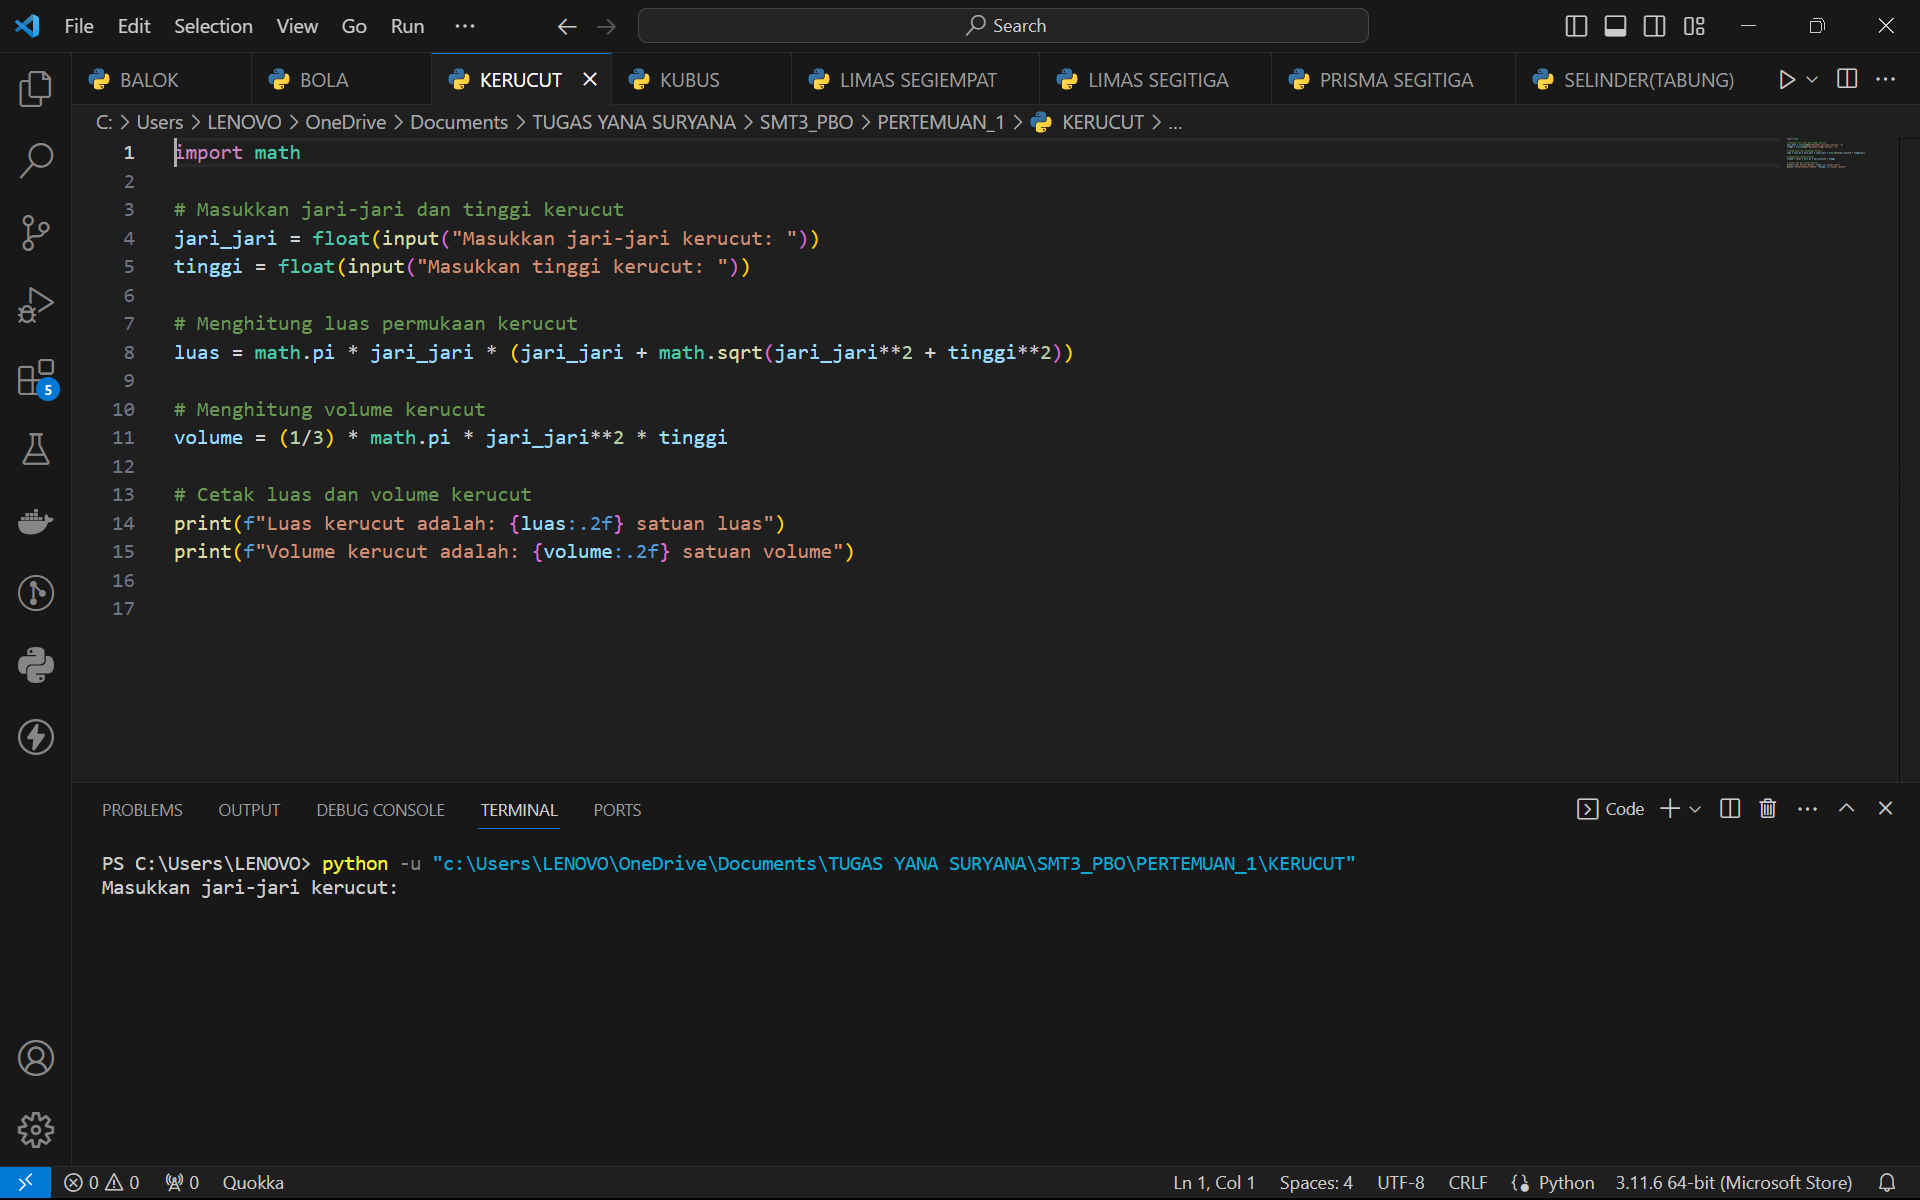 File Edit Selection View Go Run ··· Search
BALOK BOLA KERUCUT KUBUS LIMAS SEGIEMPAT LIMAS SEGITIGA PRISMA SEGITIGA SELINDER(TABUNG)
C: > Users > LENOVO > OneDrive > Documents > TUGAS YANA SURYANA > SMT3_PBO > PERTEMUAN_1 > KERUCUT > ...
1 import math
2
3 # Masukkan jari-jari dan tinggi kerucut
4 jari_jari = float(input("Masukkan jari-jari kerucut: "))
5 tinggi = float(input("Masukkan tinggi kerucut: "))
6
7 # Menghitung luas permukaan kerucut
8 luas = math.pi * jari_jari * (jari_jari + math.sqrt(jari_jari**2 + tinggi**2))
9
10 # Menghitung volume kerucut
11 volume = (1/3) * math.pi * jari_jari**2 * tinggi
12
13 # Cetak luas dan volume kerucut
14 print(f"Luas kerucut adalah: {luas:.2f} satuan luas")
15 print(f"Volume kerucut adalah: {volume:.2f} satuan volume")
16
17
5
PROBLEMS OUTPUT DEBUG CONSOLE TERMINAL PORTS Code
PS C:\Users\LENOVO> python -u "c:\Users\LENOVO\OneDrive\Documents\TUGAS YANA SURYANA\SMT3_PBO\PERTEMUAN_1\KERUCUT"
Masukkan jari-jari kerucut:
0 0 0 Quokka Ln 1, Col 1 Spaces: 4 UTF-8 CRLF Python 3.11.6 64-bit (Microsoft Store)